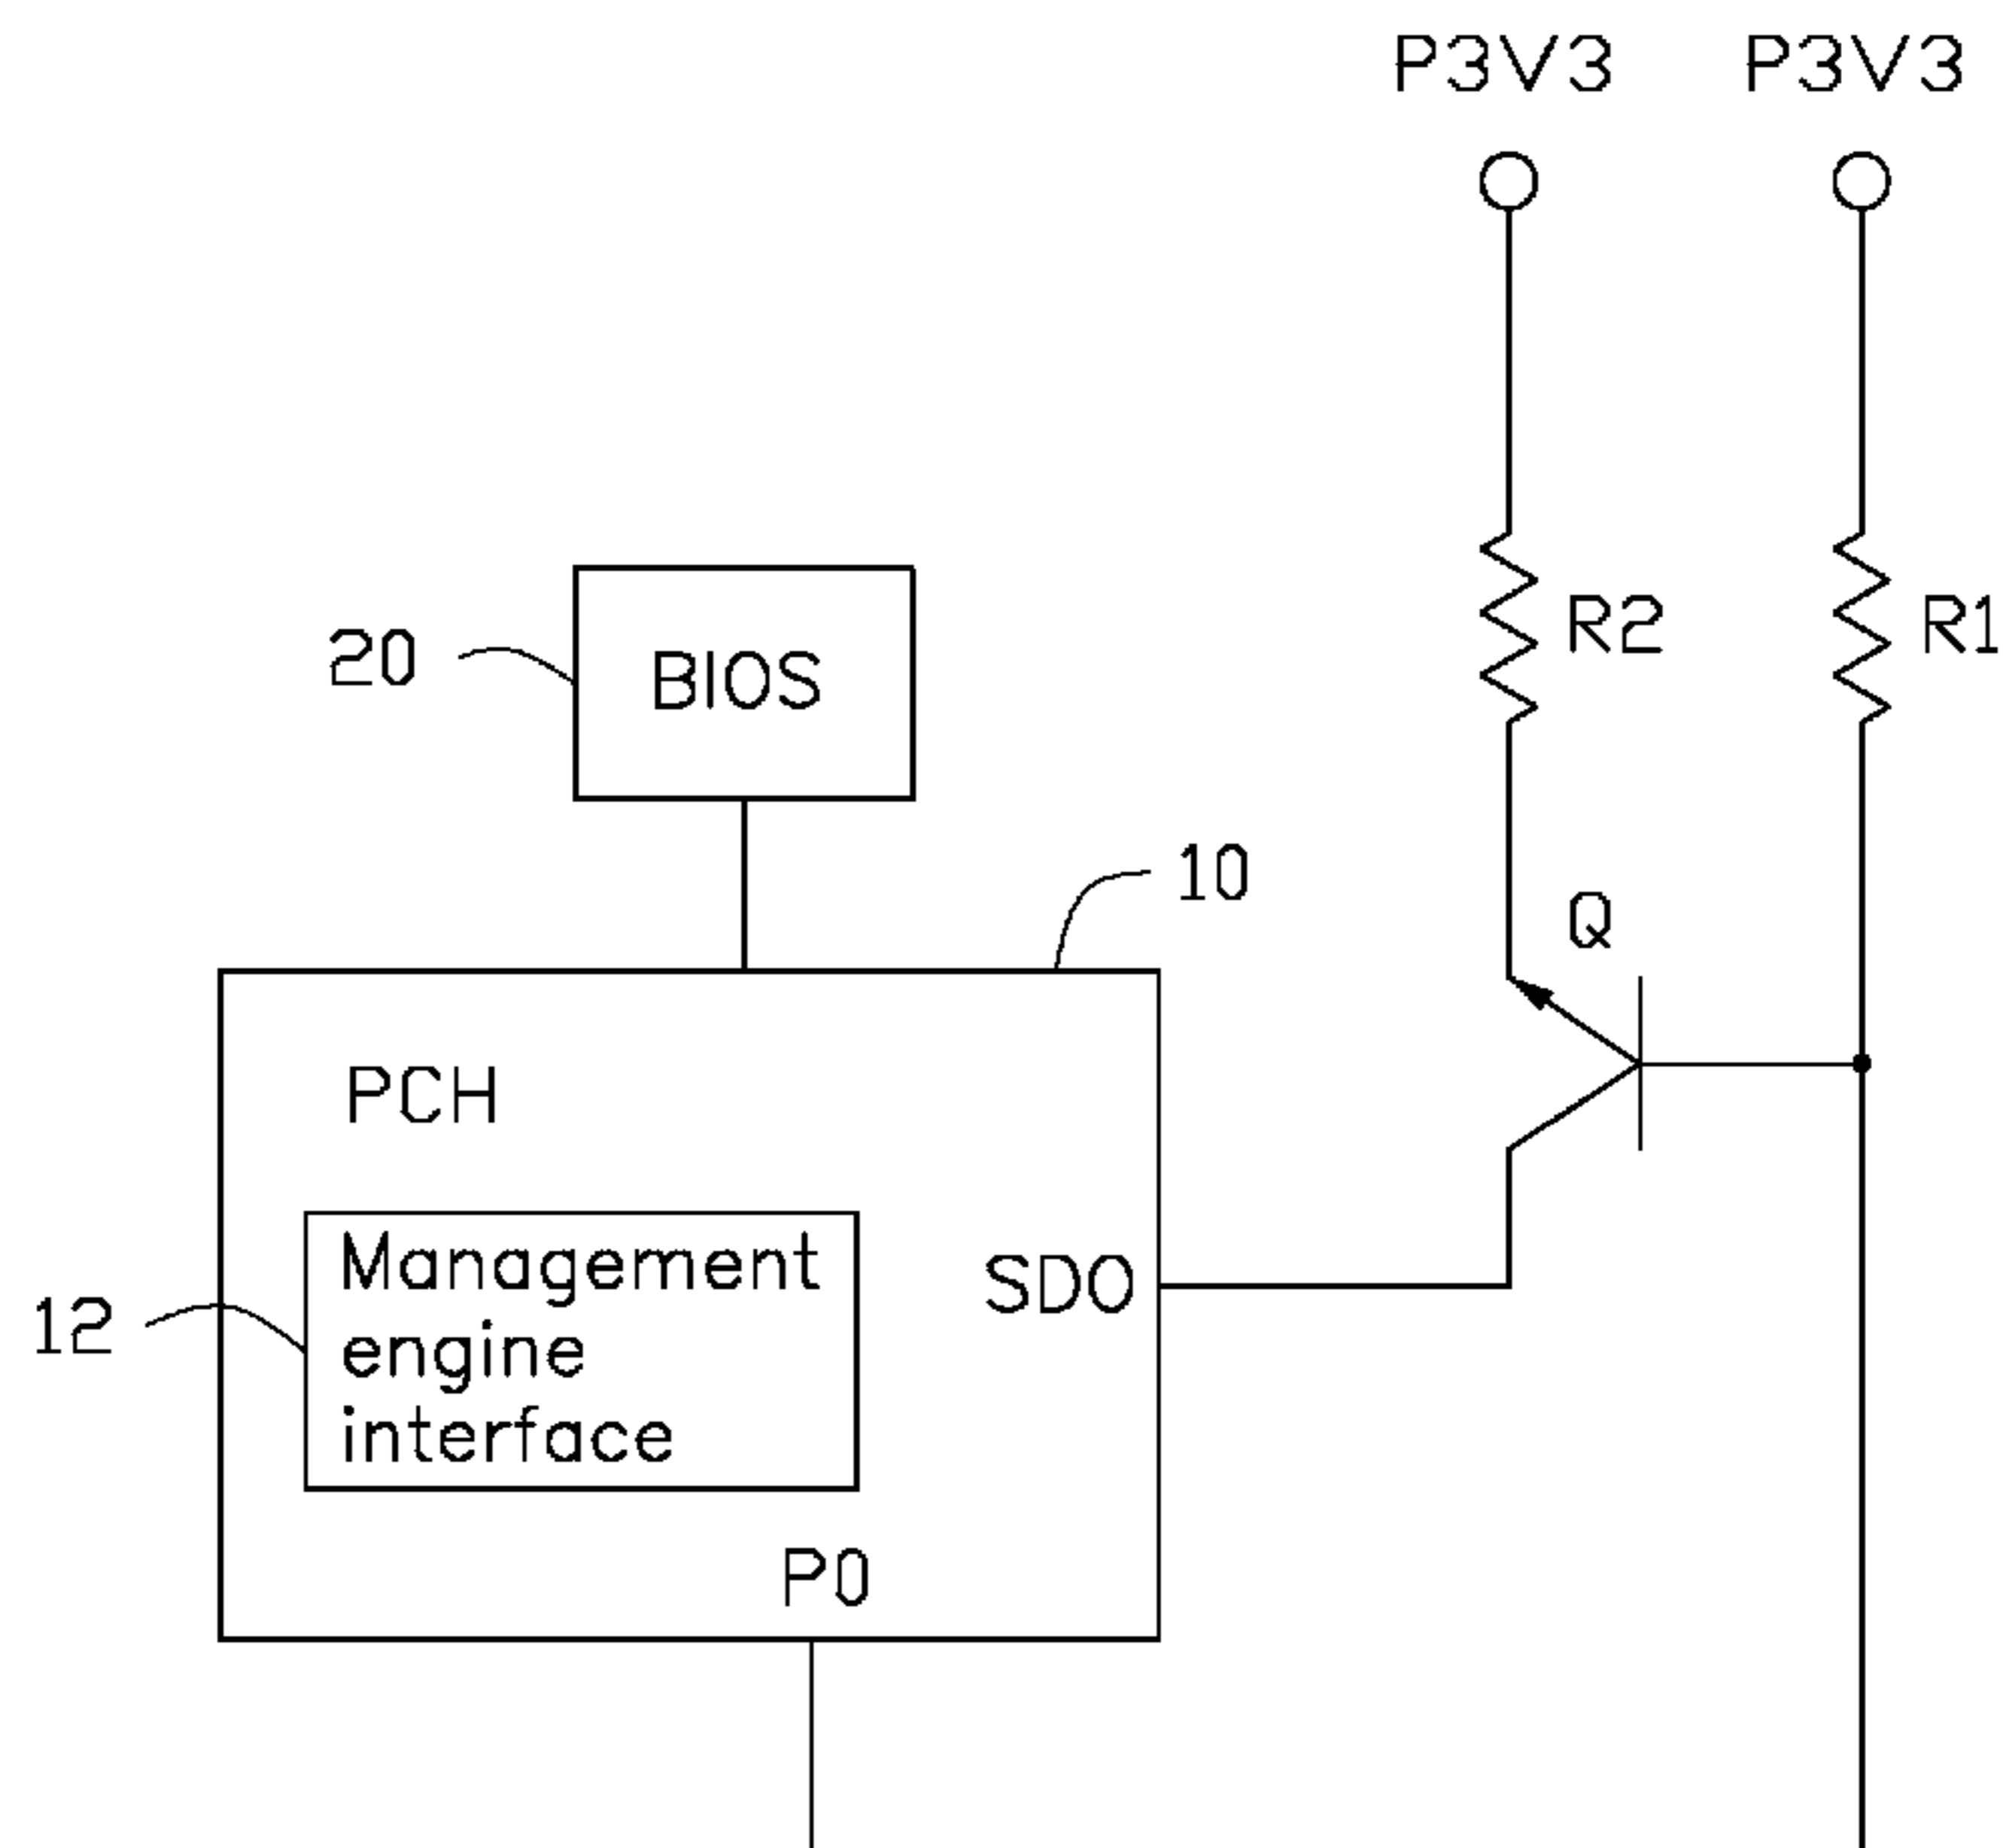 P3V3 P3V3
R2 R1
20 BIOS
10
Q
PCH
Management
engine
interface
SDO
12
P0